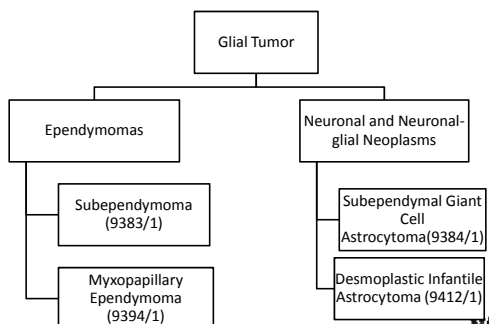 Glial Tumor
Ependymomas
Neuronal and Neuronal-
glial Neoplasms
Subependymoma
(9383/1)
Subependymal Giant
Cell
Astrocytoma(9384/1)
Myxopapillary
Ependymoma
(9394/1)
Desmoplastic Infantile
Astrocytoma (9412/1)